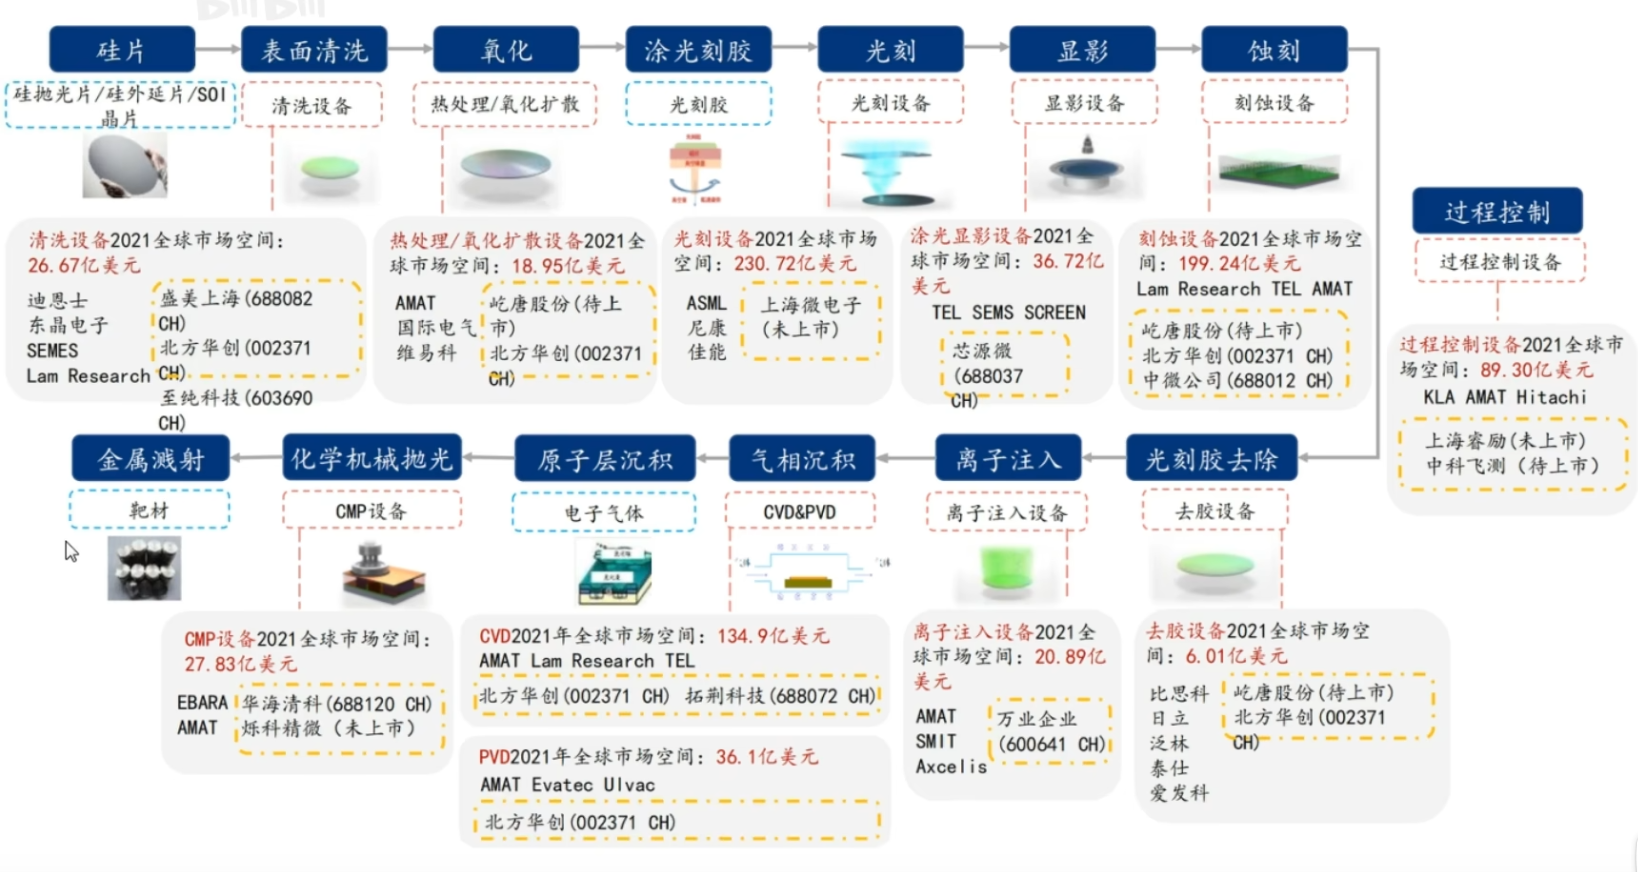 硅片
表面清洗
氧化
涂光刻胶
光刻
显影
蚀刻
硅抛光片/硅外延片/SOI
晶片
清洗设备
热处理/氧化扩散
光刻胶
光刻设备
显影设备
刻蚀设备
清洗设备2021全球市场空间:
26.67亿美元
迪恩士
东晶电子
SEMES
Lam Research
盛美上海(688082
CH)
北方华创(002371
CH)
至纯科技(603690
CH)
热处理/氧化扩散设备2021全
球市场空间: 18.95亿美元
AMAT
国际电气
维易科
屹唐股份(待上
市)
北方华创(002371
CH)
光刻设备2021全球市场
空间: 230.72亿美元
ASML
尼康
佳能
上海微电子
(未上市)
涂光显影设备2021全
球市场空间: 36.72亿
美元
TEL SEMS SCREEN
芯源微
(688037
CH)
刻蚀设备2021全球市场空
间: 199.24亿美元
Lam Research TEL AMAT
屹唐股份(待上市)
北方华创(002371 CH)
中微公司(688012 CH)
过程控制
过程控制设备
过程控制设备2021全球市
场空间: 89.30亿美元
KLA AMAT Hitachi
上海睿励(未上市)
中科飞测（待上市）
金属溅射
化学机械抛光
原子层沉积
气相沉积
离子注入
光刻胶去除
靶材
CMP设备
电子气体
CVD&PVD
离子注入设备
去胶设备
CMP设备2021全球市场空间:
27.83亿美元
EBARA
AMAT
华海清科(688120 CH)
烁科精微（未上市）
CVD2021年全球市场空间: 134.9亿美元
AMAT Lam Research TEL
北方华创(002371 CH) 拓荆科技(688072 CH)
PVD2021年全球市场空间: 36.1亿美元
AMAT Evatec Ulvac
北方华创(002371 CH)
离子注入设备2021全
球市场空间: 20.89亿
美元
AMAT
SMIT
Axcelis
万业企业
(600641 CH)
去胶设备2021全球市场空
间: 6.01亿美元
比思科
日立
泛林
泰仕
爱发科
屹唐股份(待上市)
北方华创(002371
CH)